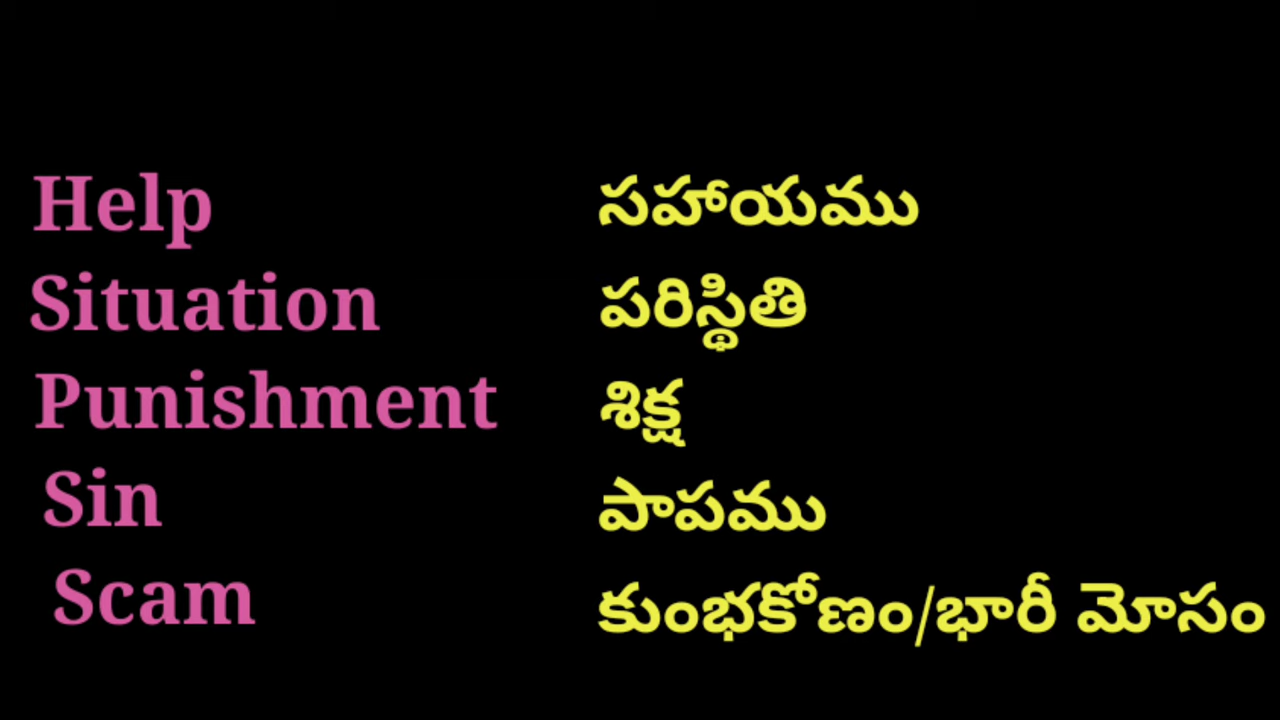 Help సహాయము
Situation పరిస్థితి
Punishment శిక్ష
Sin పాపము
Scam కుంభకోణం/భారీ మోసం